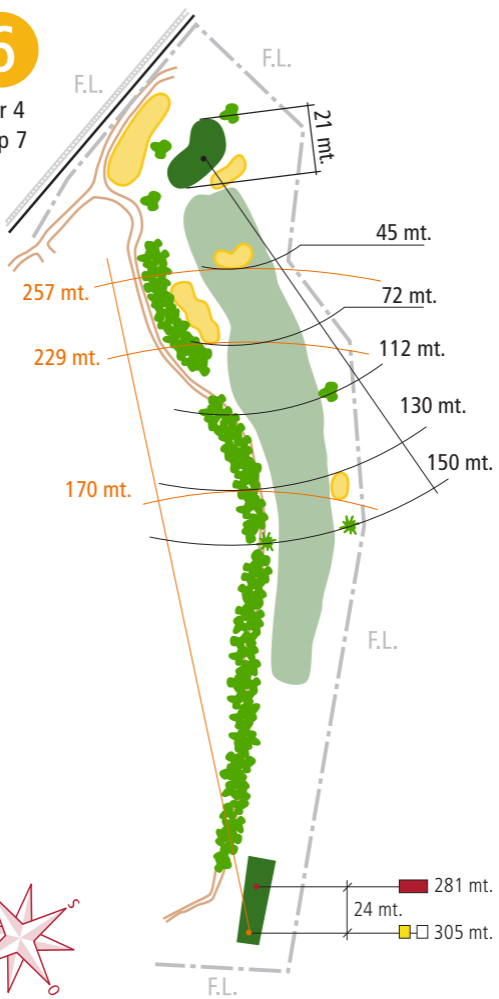 6
F.L.
F.L.
r 4
p 7
21 mt.
45 mt.
257 mt.
72 mt.
229 mt.
112 mt.
130 mt.
150 mt.
170 mt.
F.L.
281 mt.
24 mt.
305 mt.
S
O
F.L.